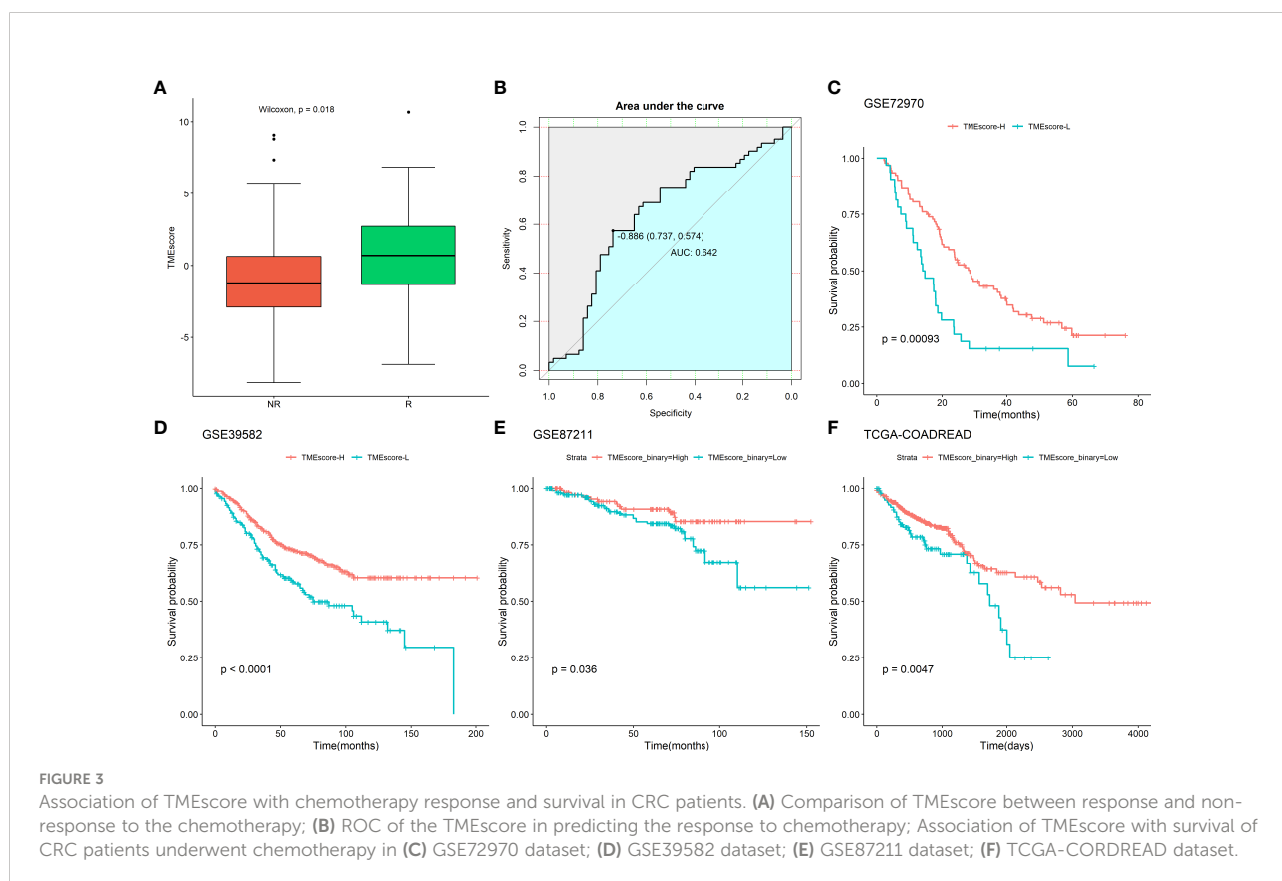 A
Wilcoxon, p = 0.018
TMEscore
10
5
0
-5
NR
R
B
Area under the curve
Sensitivity
1.0
0.8
0.6
0.4
0.2
0.0
-0.886 (0.737, 0.574)
AUC: 0.642
1.0
0.8
0.6
0.4
0.2
0.0
Specificity
C
GSE72970
TMEscore-H
TMEscore-L
Survival probability
1.00
0.75
0.50
0.25
0.00
p = 0.00093
0
20
40
60
80
Time(months)
D
GSE39582
TMEscore-H
TMEscore-L
Survival probability
1.00
0.75
0.50
0.25
0.00
p < 0.0001
0
50
100
150
200
Time(months)
E
GSE87211
Strata
TMEscore_binary=High
TMEscore_binary=Low
Survival probability
1.00
0.75
0.50
0.25
0.00
p = 0.036
0
50
100
150
Time(months)
F
TCGA-COADREAD
Strata
TMEscore_binary=High
TMEscore_binary=Low
Survival probability
1.00
0.75
0.50
0.25
0.00
p = 0.0047
0
1000
2000
3000
4000
Time(days)
FIGURE 3
Association of TMEscore with chemotherapy response and survival in CRC patients. (A) Comparison of TMEscore between response and non-
response to the chemotherapy; (B) ROC of the TMEscore in predicting the response to chemotherapy; Association of TMEscore with survival of
CRC patients underwent chemotherapy in (C) GSE72970 dataset; (D) GSE39582 dataset; (E) GSE87211 dataset; (F) TCGA-CORDREAD dataset.